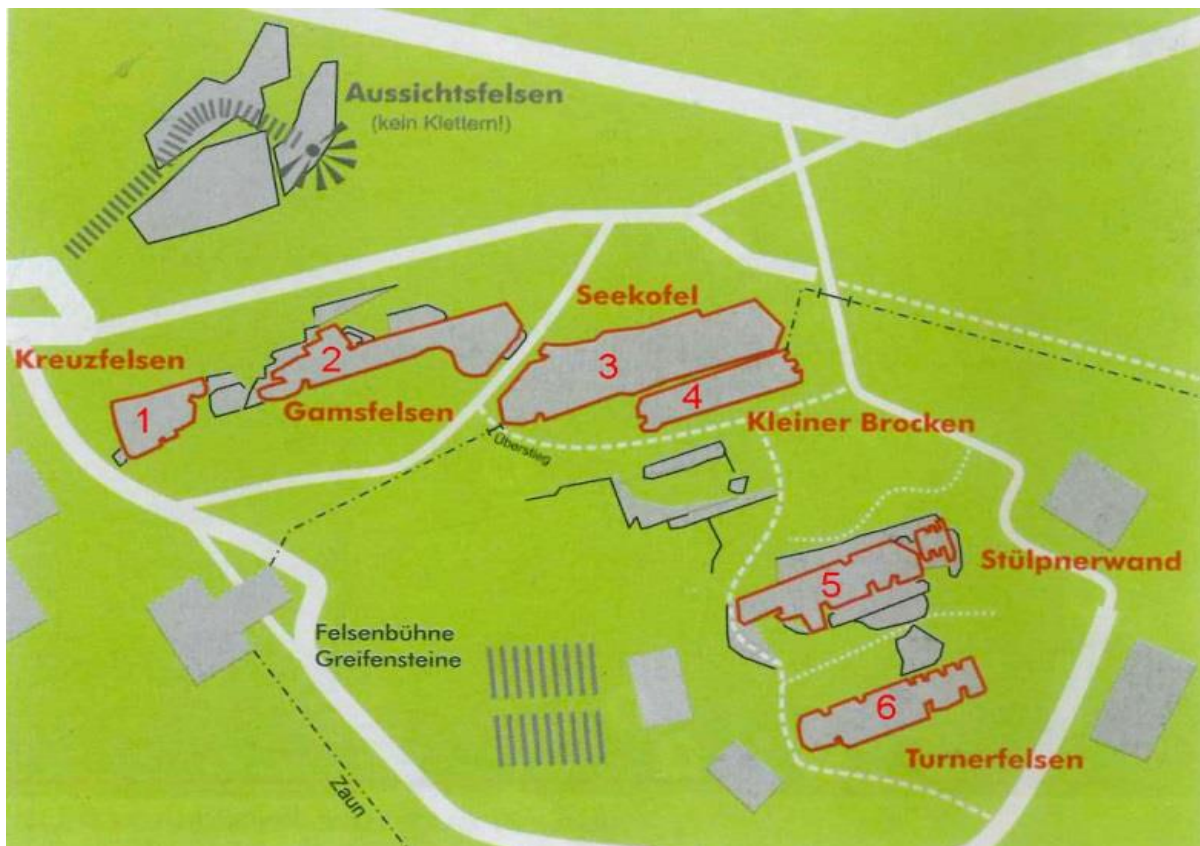 Aussichtsfelsen
(kein Klettern!)
Seekofel
Kreuzfelsen
2
3
1
4
Gamsfelsen
Kleiner Brocken
Überstieg
Stülpnerwand
5
Felsenbühne
Greifensteine
6
Turnerfelsen
Zaun